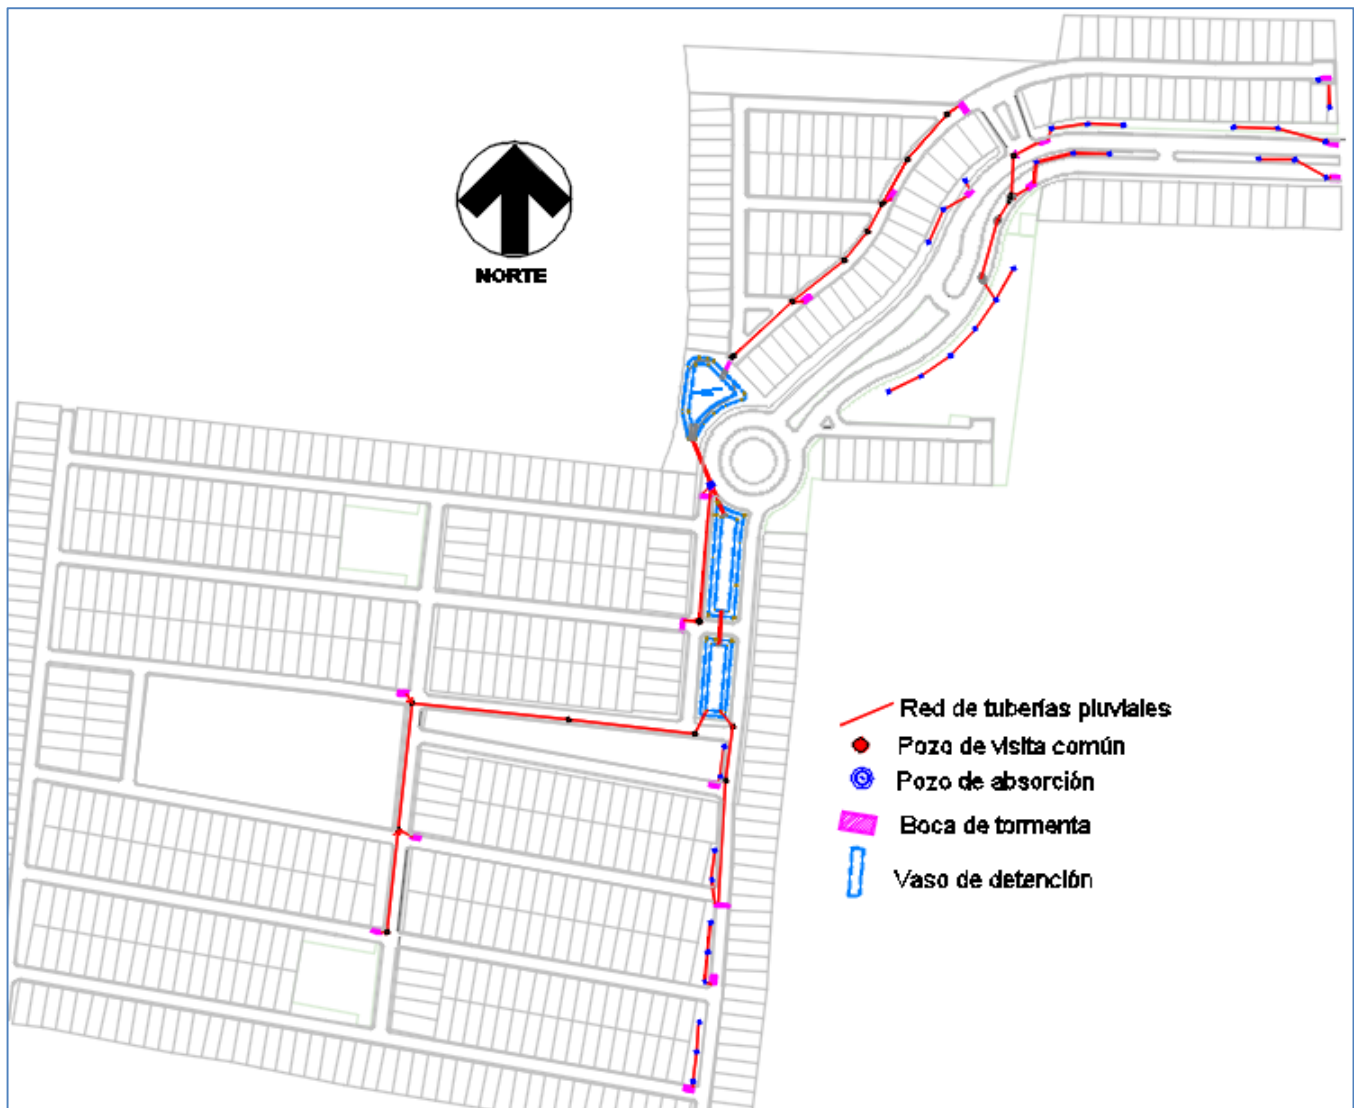 NORTE
Red de tuberías pluviales
Pozo de visita común
Pozo de absorción
Boca de tormenta
Vaso de detención